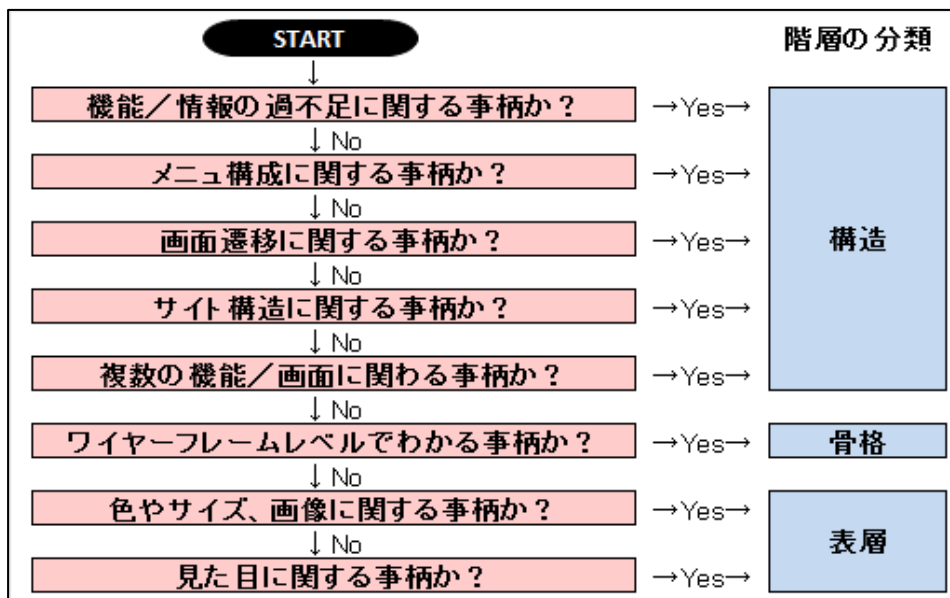 START 階層の分類
↓
機能／情報の過不足に関する事柄か？ →Yes→
↓ No
メニュ構成に関する事柄か？ →Yes→
↓ No
画面遷移に関する事柄か？ →Yes→ 構造
↓ No
サイト構造に関する事柄か？ →Yes→
↓ No
複数の機能／画面に関わる事柄か？ →Yes→
↓ No
ワイヤーフレームレベルでわかる事柄か？ →Yes→ 骨格
↓ No
色やサイズ、画像に関する事柄か？ →Yes→
↓ No 表層
見た目に関する事柄か？ →Yes→